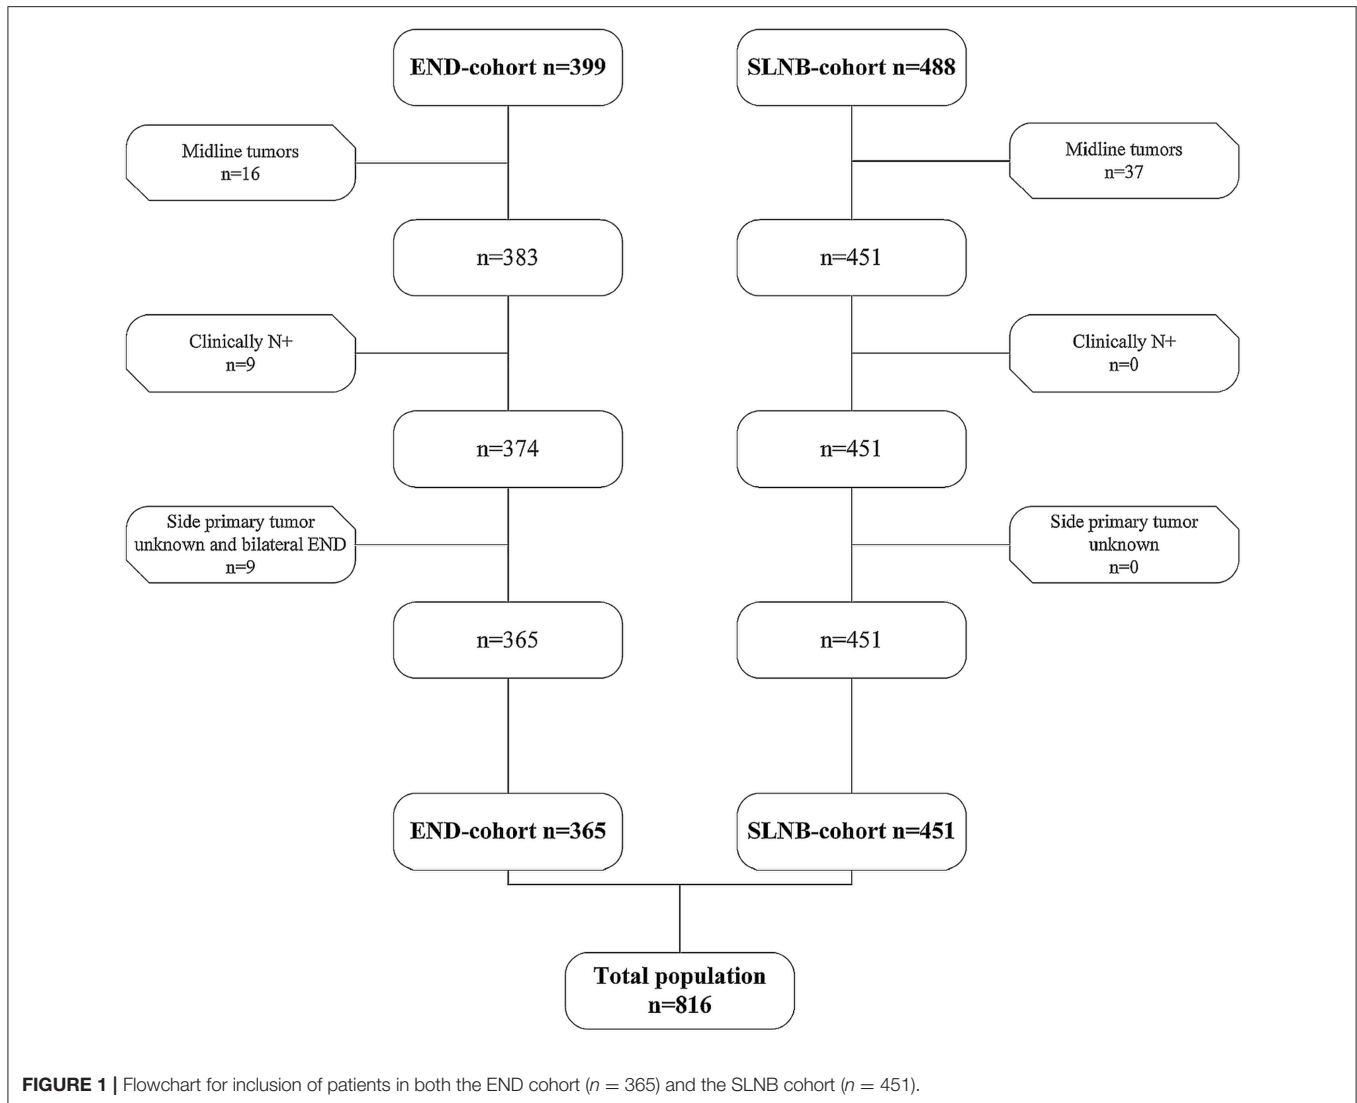 END-cohort n=399
SLNB-cohort n=488
Midline tumors
n=16
Midline tumors
n=37
n=383
n=451
Clinically N+
n=9
Clinically N+
n=0
n=374
n=451
Side primary tumor
unknown and bilateral END
n=9
Side primary tumor
unknown
n=0
n=365
n=451
END-cohort n=365
SLNB-cohort n=451
Total population
n=816
FIGURE 1 | Flowchart for inclusion of patients in both the END cohort (n = 365) and the SLNB cohort (n = 451).